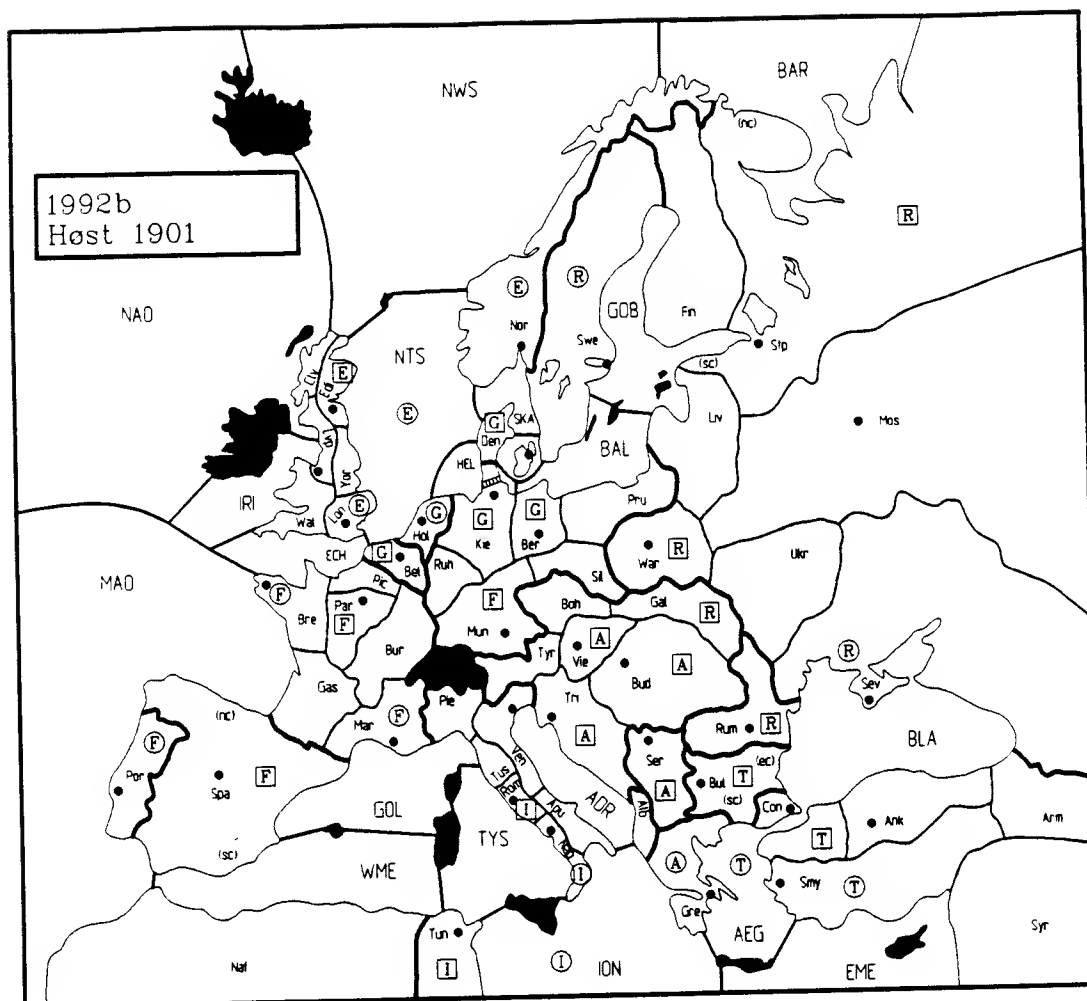 NWS
BAR
(nc)
1992b
Høst 1901
R
NAO
E
R
GOB
Fin
Nor
Swe
Stp
(sc)
NTS
Cly
E
Edi
E
Mos
Liv
G
SKA
Den
BAL
HEL
Lvp
Yor
IRI
Wal
Lon
E
Hol
G
G
Kie
G
Ber
Pru
War
R
Ukr
ECH
G
Bel
Ruh
Sil
MAO
F
Bre
Pic
Par
F
Bur
F
Mun
Boh
Gal
R
Tyr
Vie
A
Bud
A
R
Sev
Gas
Mar
F
Pie
Tri
A
Rum
R
BLA
(nc)
F
Por
Spa
F
(sc)
GOL
Ven
Tus
Rom
I
Apu
Nap
I
ADR
Alb
Ser
A
Bul
T
(ec)
(sc)
Con
T
Ank
Arm
WME
TYS
A
T
Gre
Smy
T
Tun
I
Naf
I
ION
AEG
EME
Syr